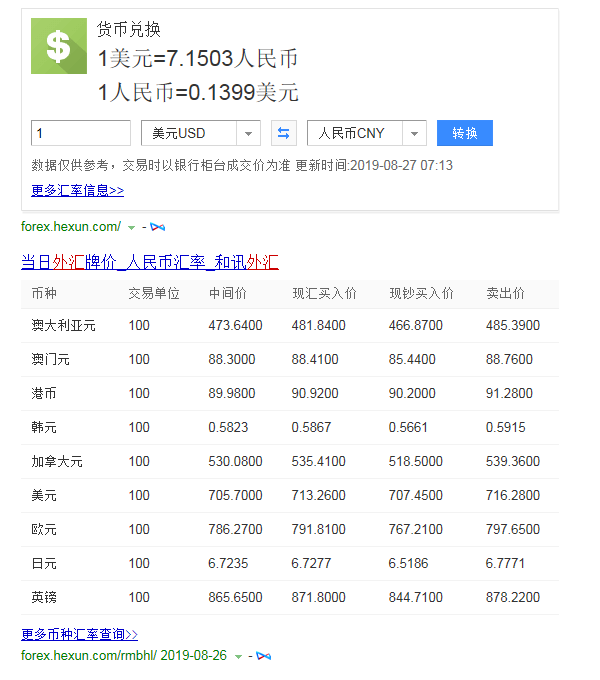 货币兑换
1美元=7.1503人民币
1人民币=0.1399美元
1 美元USD 人民币CNY 转换
数据仅供参考，交易时以银行柜台成交价为准 更新时间:2019-08-27 07:13
更多汇率信息>>
forex.hexun.com/ -
当日外汇牌价_人民币汇率_和讯外汇
币种 交易单位 中间价 现汇买入价 现钞买入价 卖出价
澳大利亚元 100 473.6400 481.8400 466.8700 485.3900
澳门元 100 88.3000 88.4100 85.4400 88.7600
港币 100 89.9800 90.9200 90.2000 91.2800
韩元 100 0.5823 0.5867 0.5661 0.5915
加拿大元 100 530.0800 535.4100 518.5000 539.3600
美元 100 705.7000 713.2600 707.4500 716.2800
欧元 100 786.2700 791.8100 767.2100 797.6500
日元 100 6.7235 6.7277 6.5186 6.7771
英镑 100 865.6500 871.8000 844.7100 878.2200
更多币种汇率查询>>
forex.hexun.com/rmbhl/ 2019-08-26 -